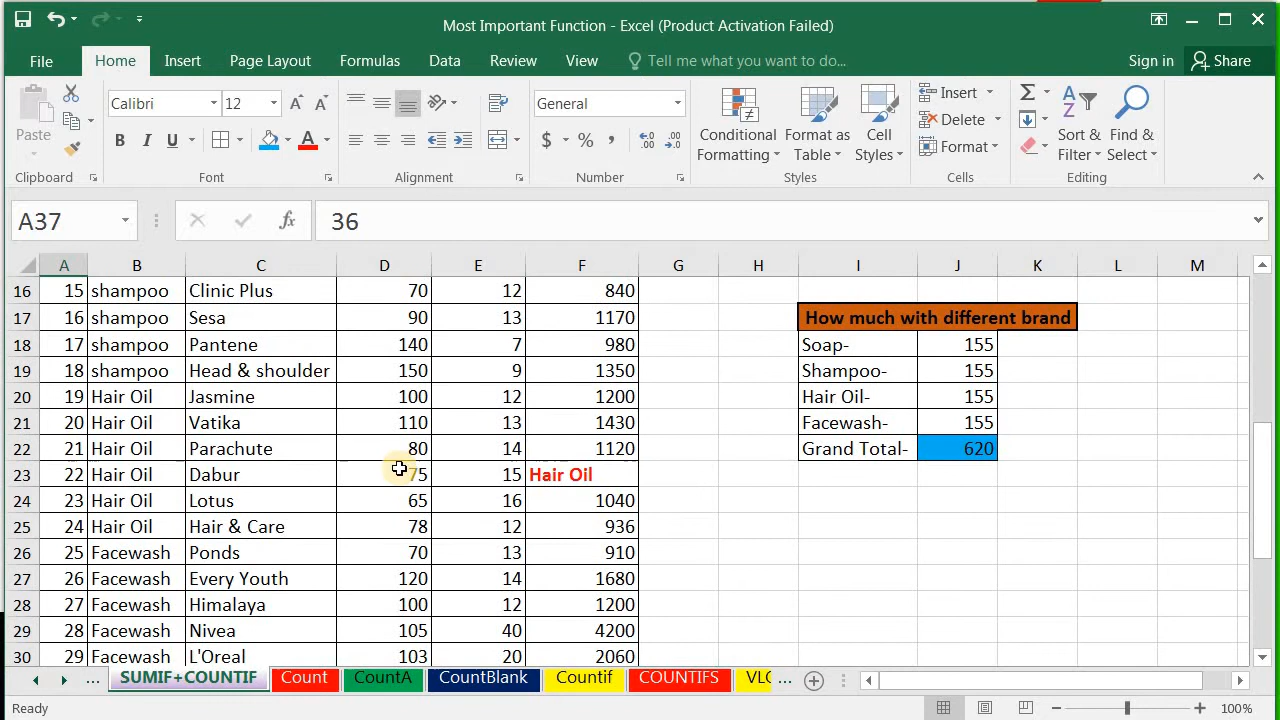 Most Important Function - Excel (Product Activation Failed)
File Home Insert Page Layout Formulas Data Review View Tell me what you want to do... Sign in Share
Paste Calibri 12 General Conditional Formatting Format as Table Cell Styles Insert Delete Format Sort & Filter Find & Select
Clipboard Font Alignment Number Styles Cells Editing
A37 fx 36
A B C D E F G H I J K L M
16 15 shampoo Clinic Plus 70 12 840
17 16 shampoo Sesa 90 13 1170 How much with different brand
18 17 shampoo Pantene 140 7 980 Soap- 155
19 18 shampoo Head & shoulder 150 9 1350 Shampoo- 155
20 19 Hair Oil Jasmine 100 12 1200 Hair Oil- 155
21 20 Hair Oil Vatika 110 13 1430 Facewash- 155
22 21 Hair Oil Parachute 80 14 1120 Grand Total- 620
23 22 Hair Oil Dabur 75 15 Hair Oil
24 23 Hair Oil Lotus 65 16 1040
25 24 Hair Oil Hair & Care 78 12 936
26 25 Facewash Ponds 70 13 910
27 26 Facewash Every Youth 120 14 1680
28 27 Facewash Himalaya 100 12 1200
29 28 Facewash Nivea 105 40 4200
30 29 Facewash L'Oreal 103 20 2060
... SUMIF+COUNTIF Count CountA CountBlank Countif COUNTIFS VLC ...
Ready 100%